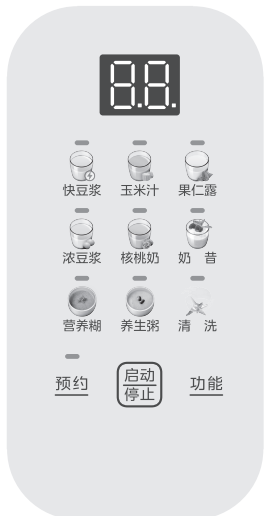 8.8.
快豆浆 玉米汁 果仁露
浓豆浆 核桃奶 奶 昔
营养糊 养生粥 清 洗
预约 启动 功能
停止